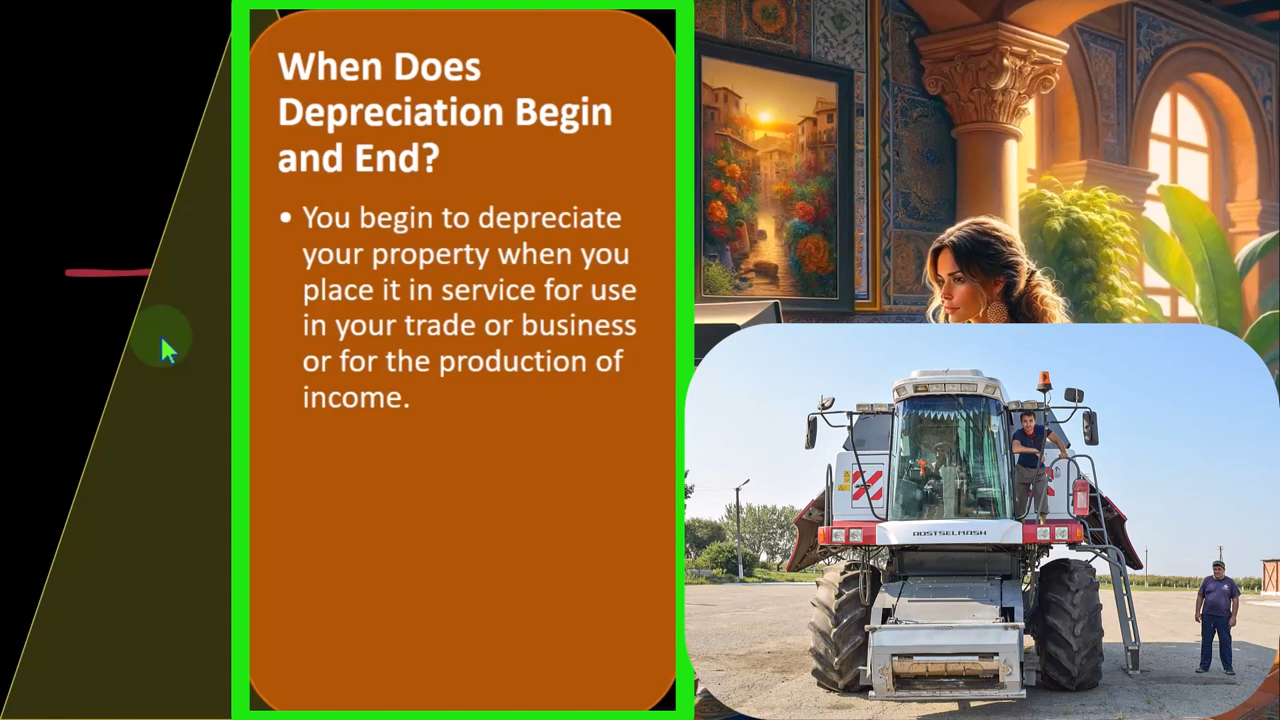 When Does
Depreciation Begin
and End?
• You begin to depreciate
your property when you
place it in service for use
in your trade or business
or for the production of
income.
ROSTSELMASH